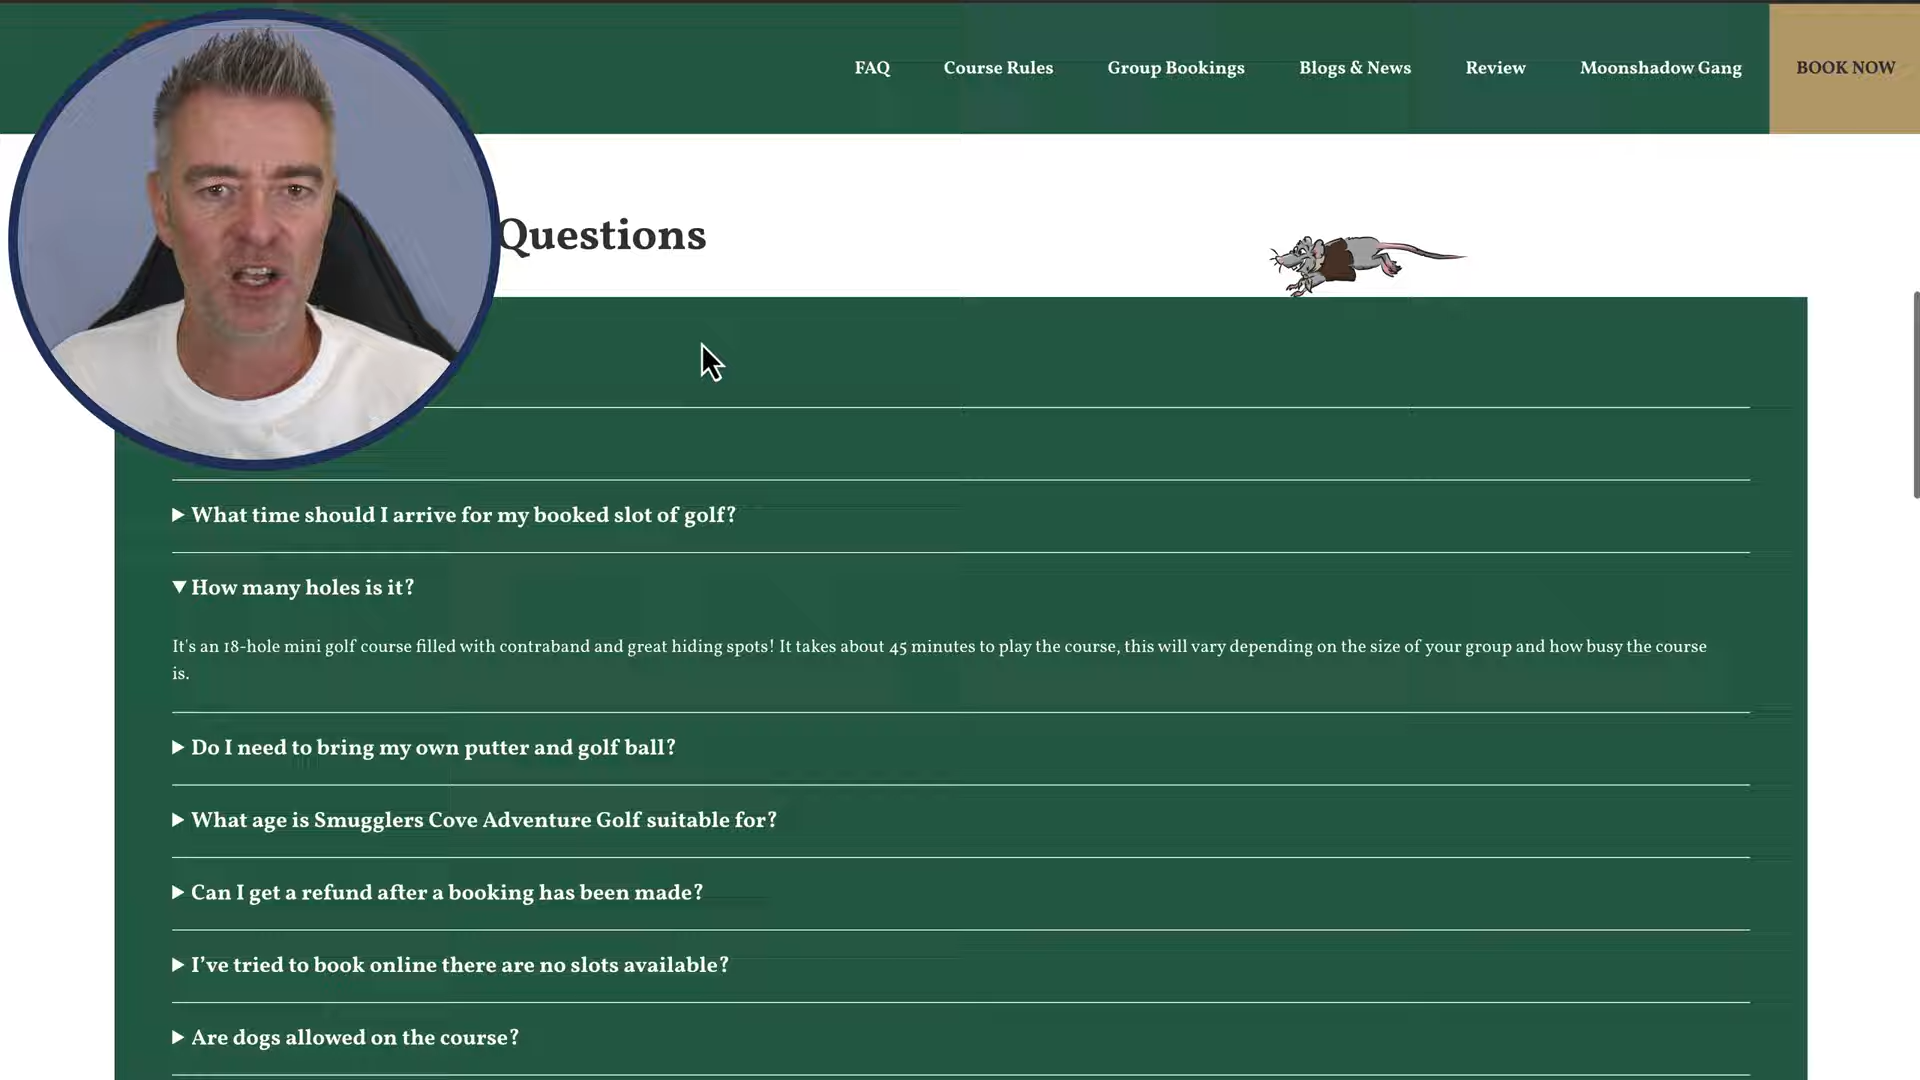 FAQ
Course Rules
Group Bookings
Blogs & News
Review
Moonshadow Gang
BOOK NOW
Questions
▶ What time should I arrive for my booked slot of golf?
▼ How many holes is it?
It's an 18-hole mini golf course filled with contraband and great hiding spots! It takes about 45 minutes to play the course, this will vary depending on the size of your group and how busy the course
is.
▶ Do I need to bring my own putter and golf ball?
▶ What age is Smugglers Cove Adventure Golf suitable for?
▶ Can I get a refund after a booking has been made?
▶ I’ve tried to book online there are no slots available?
▶ Are dogs allowed on the course?